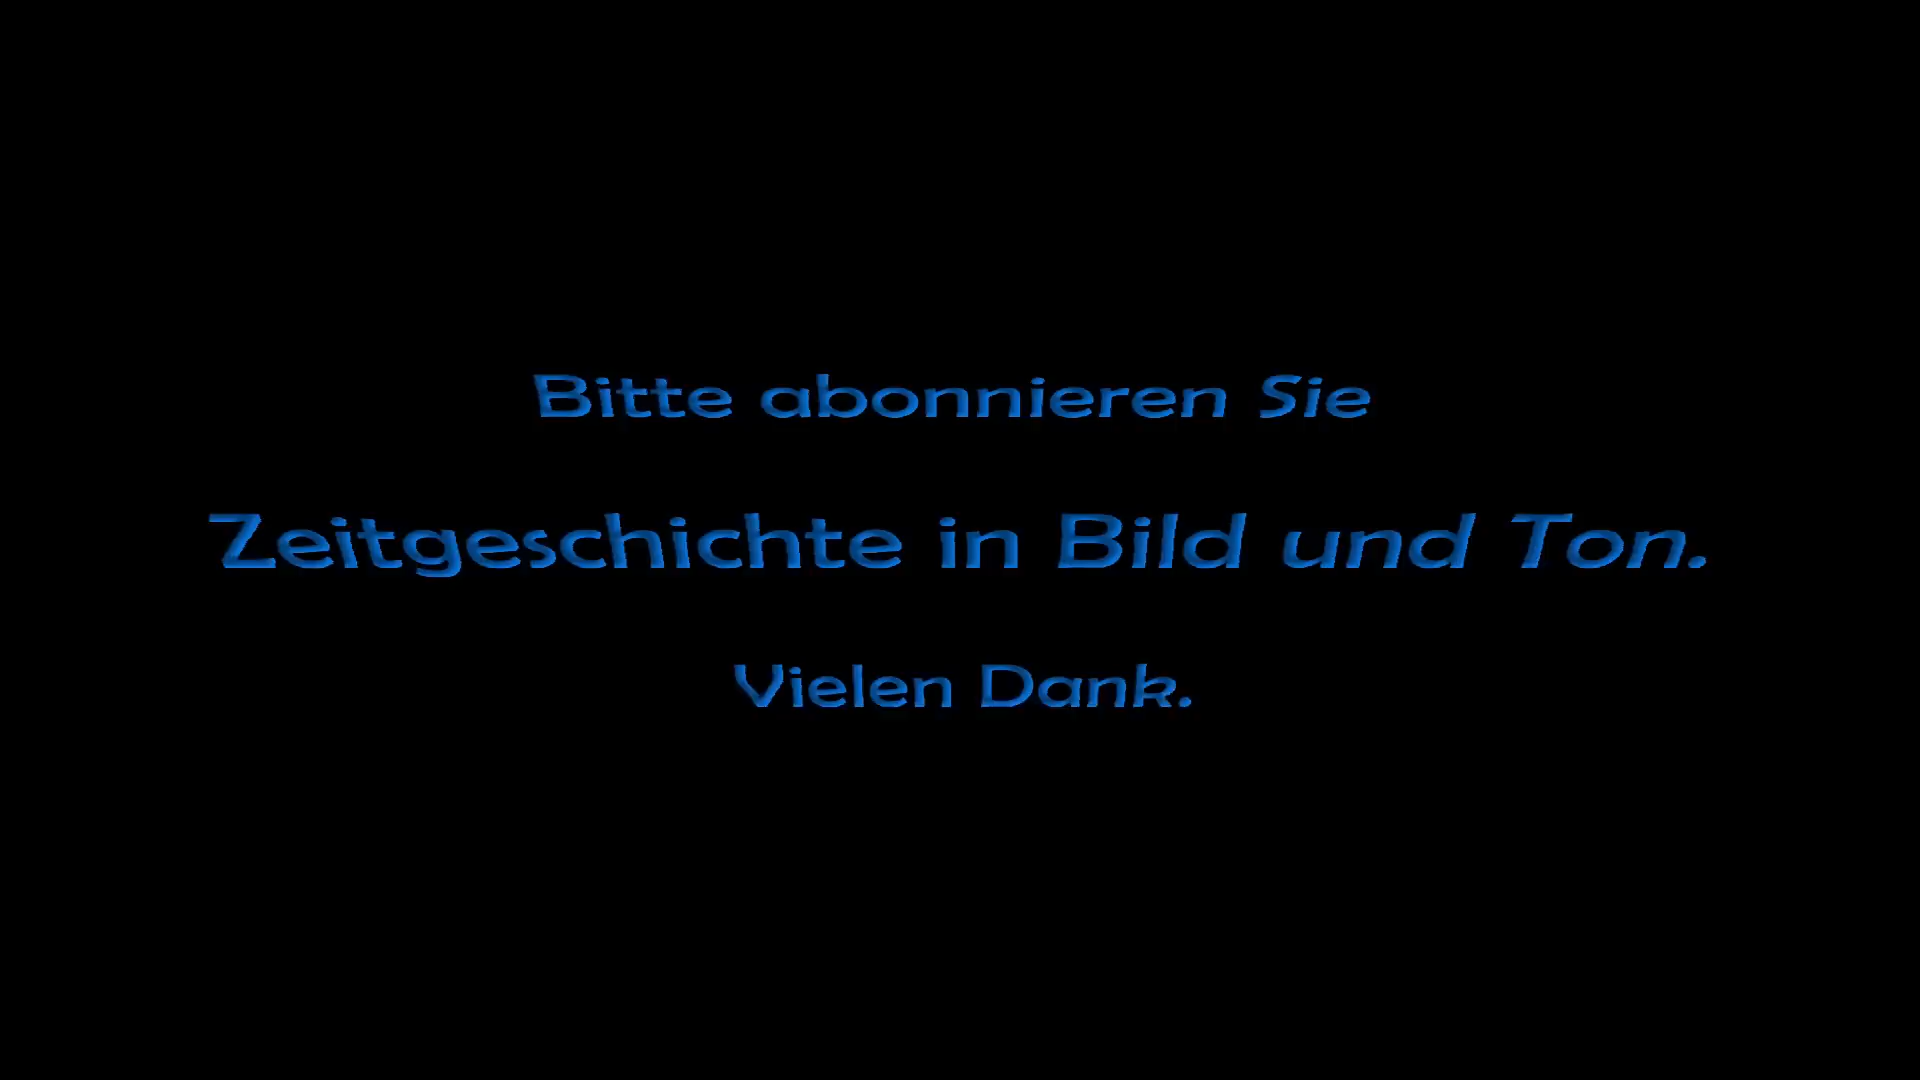 Bitte abonnieren Sie
Zeitgeschichte in Bild und Ton.
Vielen Dank.